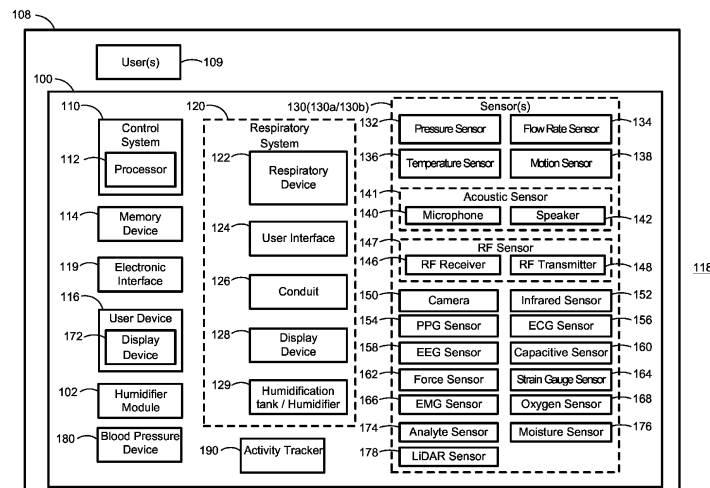 108
User(s) 109
100
110 Control System
112 Processor
114 Memory Device
119 Electronic Interface
116 User Device
172 Display Device
102 Humidifier Module
180 Blood Pressure Device
120 Respiratory System
122 Respiratory Device
124 User Interface
126 Conduit
128 Display Device
129 Humidification tank / Humidifier
190 Activity Tracker
130(130a/130b) Sensor(s)
132 Pressure Sensor Flow Rate Sensor 134
136 Temperature Sensor Motion Sensor 138
141 Acoustic Sensor
140 Microphone Speaker 142
147 RF Sensor
146 RF Receiver RF Transmitter 148
150 Camera Infrared Sensor 152
154 PPG Sensor ECG Sensor 156
158 EEG Sensor Capacitive Sensor 160
162 Force Sensor Strain Gauge Sensor 164
166 EMG Sensor Oxygen Sensor 168
174 Analyte Sensor Moisture Sensor 176
178 LiDAR Sensor
118